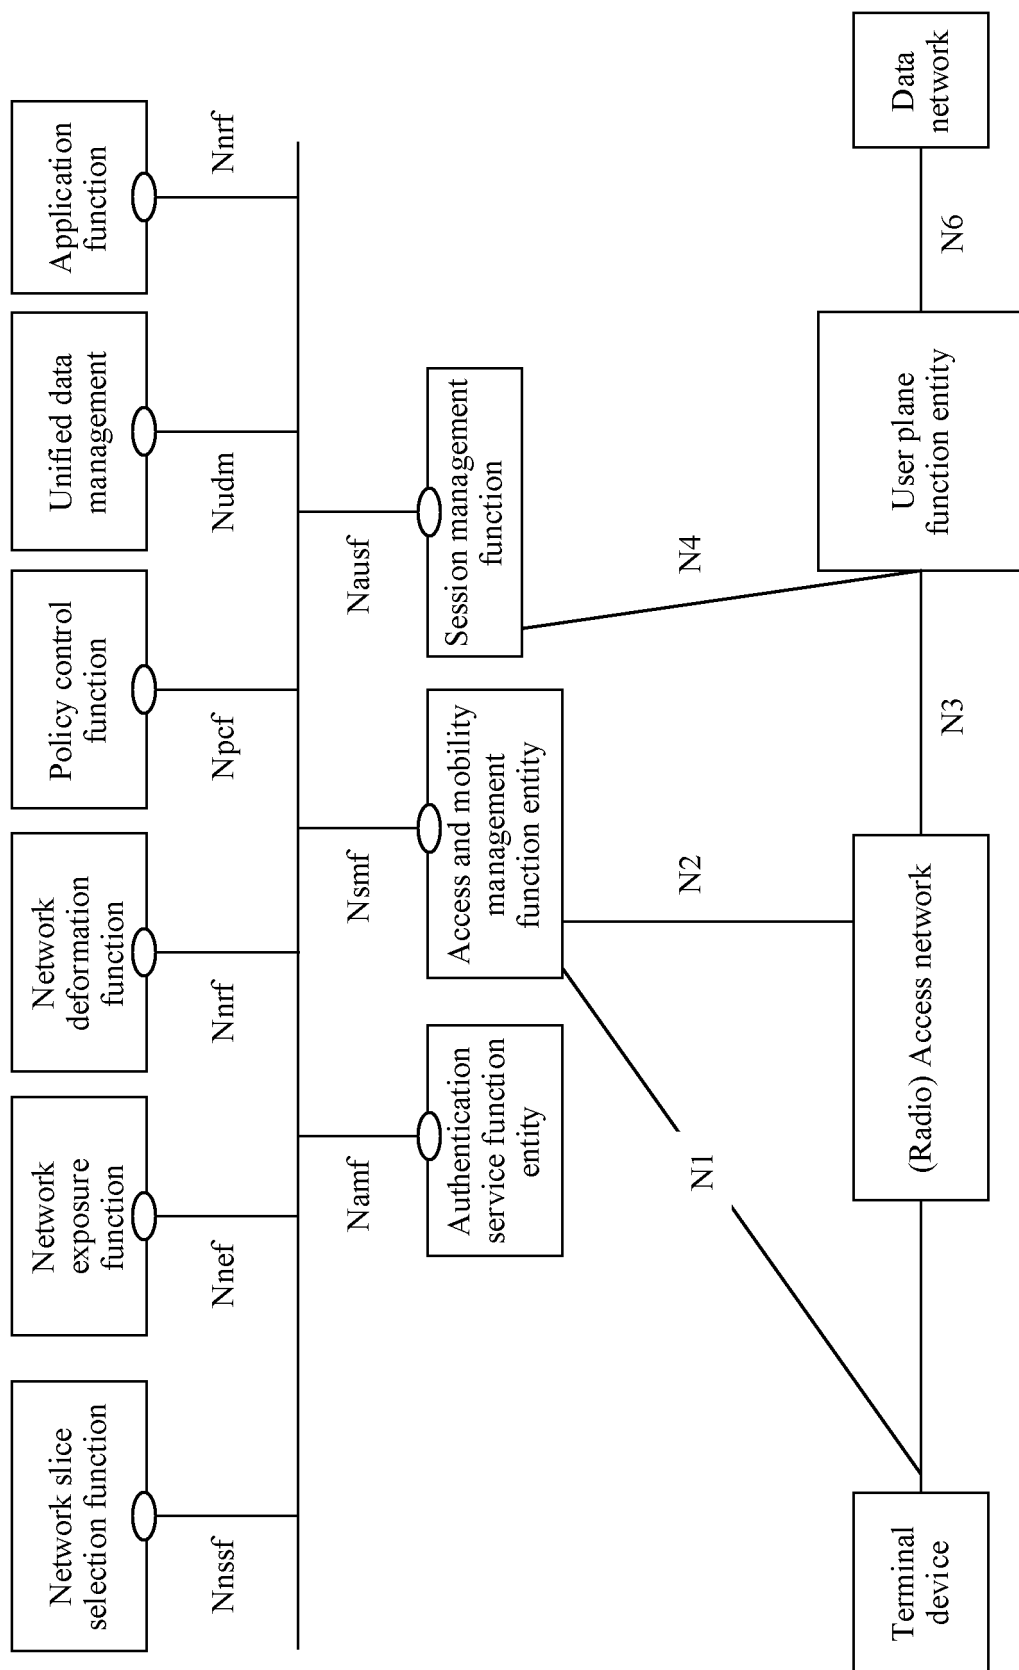 Network slice
selection function
Network
exposure
function
Network
deformation
function
Policy control
function
Unified data
management
Application
function
Nnssf
Nnef
Nnrf
Npcf
Nudm
Nnrf
Namf
Nsmf
Nausf
Authentication
service function
entity
Access and mobility
management
function entity
Session management
function
N1
N2
N4
Terminal
device
(Radio) Access network
N3
User plane
function entity
N6
Data
network